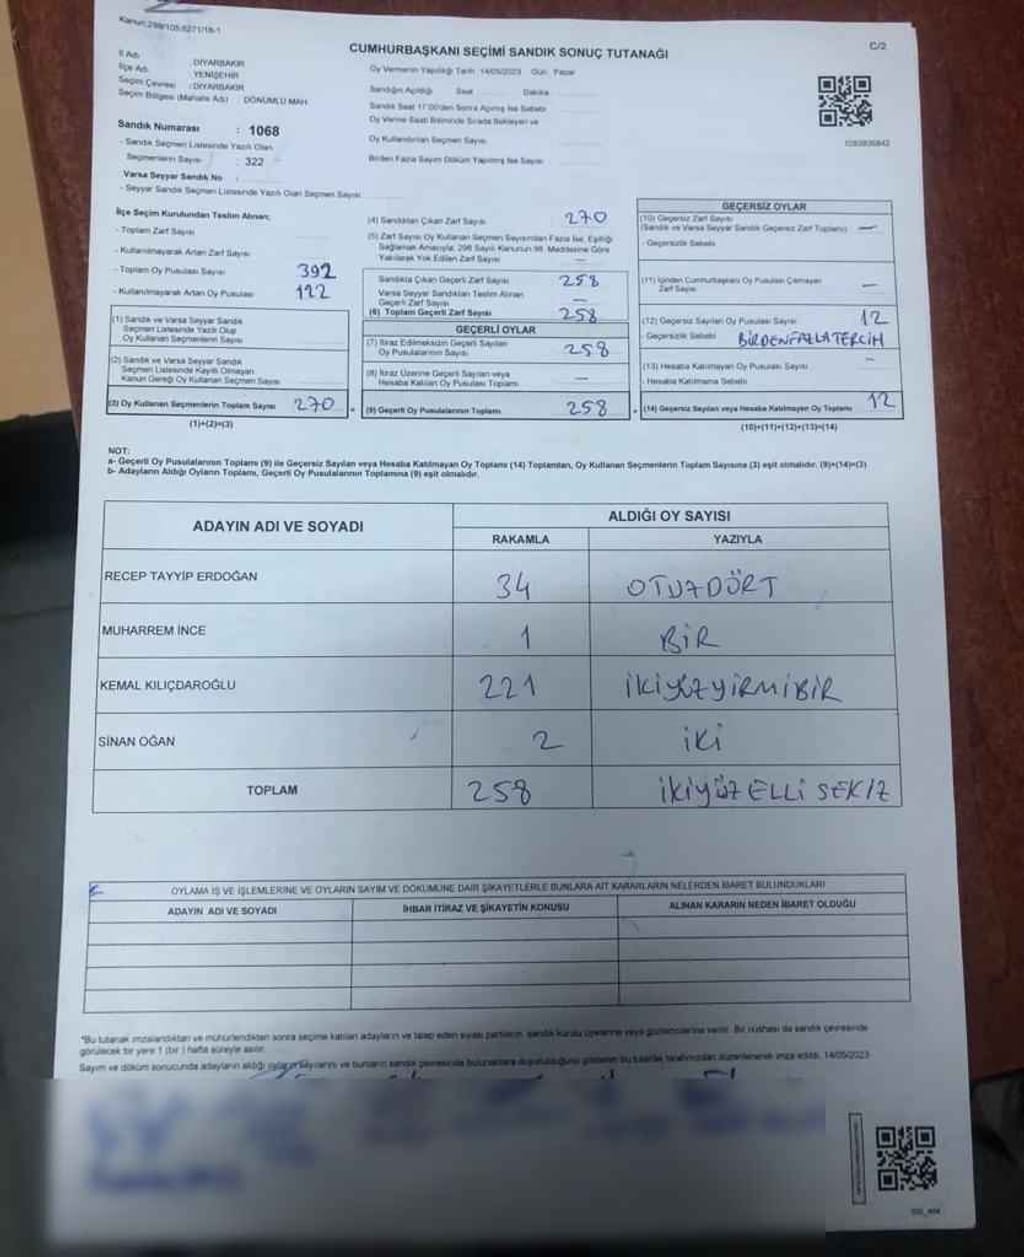 Kanun:298/105,6271/18-1
C/2
CUMHURBAŞKANI SEÇİMİ SANDIK SONUÇ TUTANAĞI
İl Adı : DİYARBAKIR
İlçe Adı : YENİŞEHİR
Seçim Çevresi : DİYARBAKIR
Seçim Bölgesi (Mahalle Adı) : DÖNÜMLÜ MAH.
Sandık Numarası : 1068
- Sandık Seçmen Listesinde Yazılı Olan
Seçmenlerin Sayısı : 322
Varsa Seyyar Sandık No :
- Seyyar Sandık Seçmen Listesinde Yazılı Olan Seçmen Sayısı
Oy Vermenin Yapıldığı Tarih: 14/05/2023 Gün: Pazar
Sandığın Açıldığı Saat Dakika
Sandık Saat 17:00'den Sonra Açılmış İse Sebebi
Oy Verme Saati Bitiminde Sırada Bekleyen ve
Oy Kullandırılan Seçmen Sayısı
Birden Fazla Sayım Döküm Yapılmış İse Sayısı
İlçe Seçim Kurulundan Teslim Alınan;
- Toplam Zarf Sayısı
- Kullanılmayarak Artan Zarf Sayısı
- Toplam Oy Pusulası Sayısı 392
- Kullanılmayarak Artan Oy Pusulası 122
(1) Sandık ve Varsa Seyyar Sandık
Seçmen Listesinde Yazılı Olup
Oy Kullanan Seçmenlerin Sayısı
(2) Sandık ve Varsa Seyyar Sandık
Seçmen Listesinde Kayıtlı Olmayan
Kanun Gereği Oy Kullanan Seçmen Sayısı
(3) Oy Kullanan Seçmenlerin Toplam Sayısı 270
(1)+(2)=(3)
(4) Sandıktan Çıkan Zarf Sayısı 270
(5) Zarf Sayısı Oy Kullanan Seçmen Sayısından Fazla İse, Eşitliği
Sağlamak Amacıyla, 298 Sayılı Kanunun 98. Maddesine Göre
Yakılarak Yok Edilen Zarf Sayısı —
Sandıkta Çıkan Geçerli Zarf Sayısı 258
Varsa Seyyar Sandıktan Teslim Alınan
Geçerli Zarf Sayısı —
(6) Toplam Geçerli Zarf Sayısı 258
GEÇERLİ OYLAR
(7) İtiraz Edilmeksizin Geçerli Sayılan
Oy Pusulalarının Sayısı 258
(8) İtiraz Üzerine Geçerli Sayılan veya
Hesaba Katılan Oy Pusulası Toplamı —
(9) Geçerli Oy Pusulalarının Toplamı 258
GEÇERSİZ OYLAR
(10) Geçersiz Zarf Sayısı
(Sandık ve Varsa Seyyar Sandık Geçersiz Zarf Toplamı) —
- Geçersizlik Sebebi
(11) İçinden Cumhurbaşkanı Oy Pusulası Çıkmayan
Zarf Sayısı —
(12) Geçersiz Sayılan Oy Pusulası Sayısı 12
- Geçersizlik Sebebi BİRDEN FAZLA TERCİH
(13) Hesaba Katılmayan Oy Pusulası Sayısı —
- Hesaba Katılmama Sebebi
(14) Geçersiz Sayılan veya Hesaba Katılmayan Oy Toplamı 12
(10)+(11)+(12)+(13)=(14)
NOT:
a- Geçerli Oy Pusulalarının Toplamı (9) ile Geçersiz Sayılan veya Hesaba Katılmayan Oy Toplamı (14) Toplamları, Oy Kullanan Seçmenlerin Toplam Sayısına (3) eşit olmalıdır. (9)+(14)=(3)
b- Adayların Aldığı Oyların Toplamı, Geçerli Oy Pusulalarının Toplamına (9) eşit olmalıdır.
ADAYIN ADI VE SOYADI
ALDIĞI OY SAYISI
RAKAMLA YAZIYLA
RECEP TAYYİP ERDOĞAN 34 OTUZDÖRT
MUHARREM İNCE 1 BİR
KEMAL KILIÇDAROĞLU 221 İKİYÜZYİRMİBİR
SİNAN OĞAN 2 İKİ
TOPLAM 258 İKİYÜZ ELLİ SEKİZ
OYLAMA İŞ VE İŞLEMLERİNE VE OYLARIN SAYIM VE DÖKÜMÜNE DAİR ŞİKAYETLERLE BUNLARA AİT KARARLARIN NELERDEN İBARET BULUNDUKLARI
ADAYIN ADI VE SOYADI İHBAR İTİRAZ VE ŞİKAYETİN KONUSU ALINAN KARARIN NEDEN İBARET OLDUĞU
*Bu tutanak imzalandıktan ve mühürlendikten sonra seçime katılan adayların ve talep eden siyasi partilerin, sandık kurulu üyelerine veya gözlemcilerine verilir. Bir nüshası da sandık çevresinde
görülecek bir yere 1 (bir) hafta süreyle asılır.
Sayım ve döküm sonucunda adayların aldığı oyların sayılarını ve bunların sandık çevresinde bulunanlara duyurulduğunu gösteren bu tutanak tarafımızdan düzenlenerek imza edildi. 14/05/2023